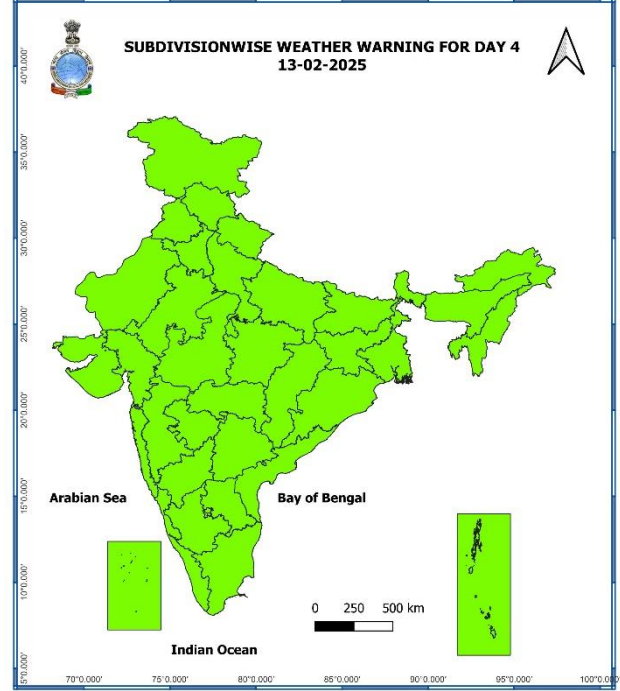 SUBDIVISIONWISE WEATHER WARNING FOR DAY 4
13-02-2025
40°0.000'
35°0.000'
30°0.000'
25°0.000'
20°0.000'
15°0.000'
10°0.000'
5°0.000'
Arabian Sea
Bay of Bengal
0 250 500 km
Indian Ocean
70°0.000' 75°0.000' 80°0.000' 85°0.000' 90°0.000' 95°0.000' 100°0.000'